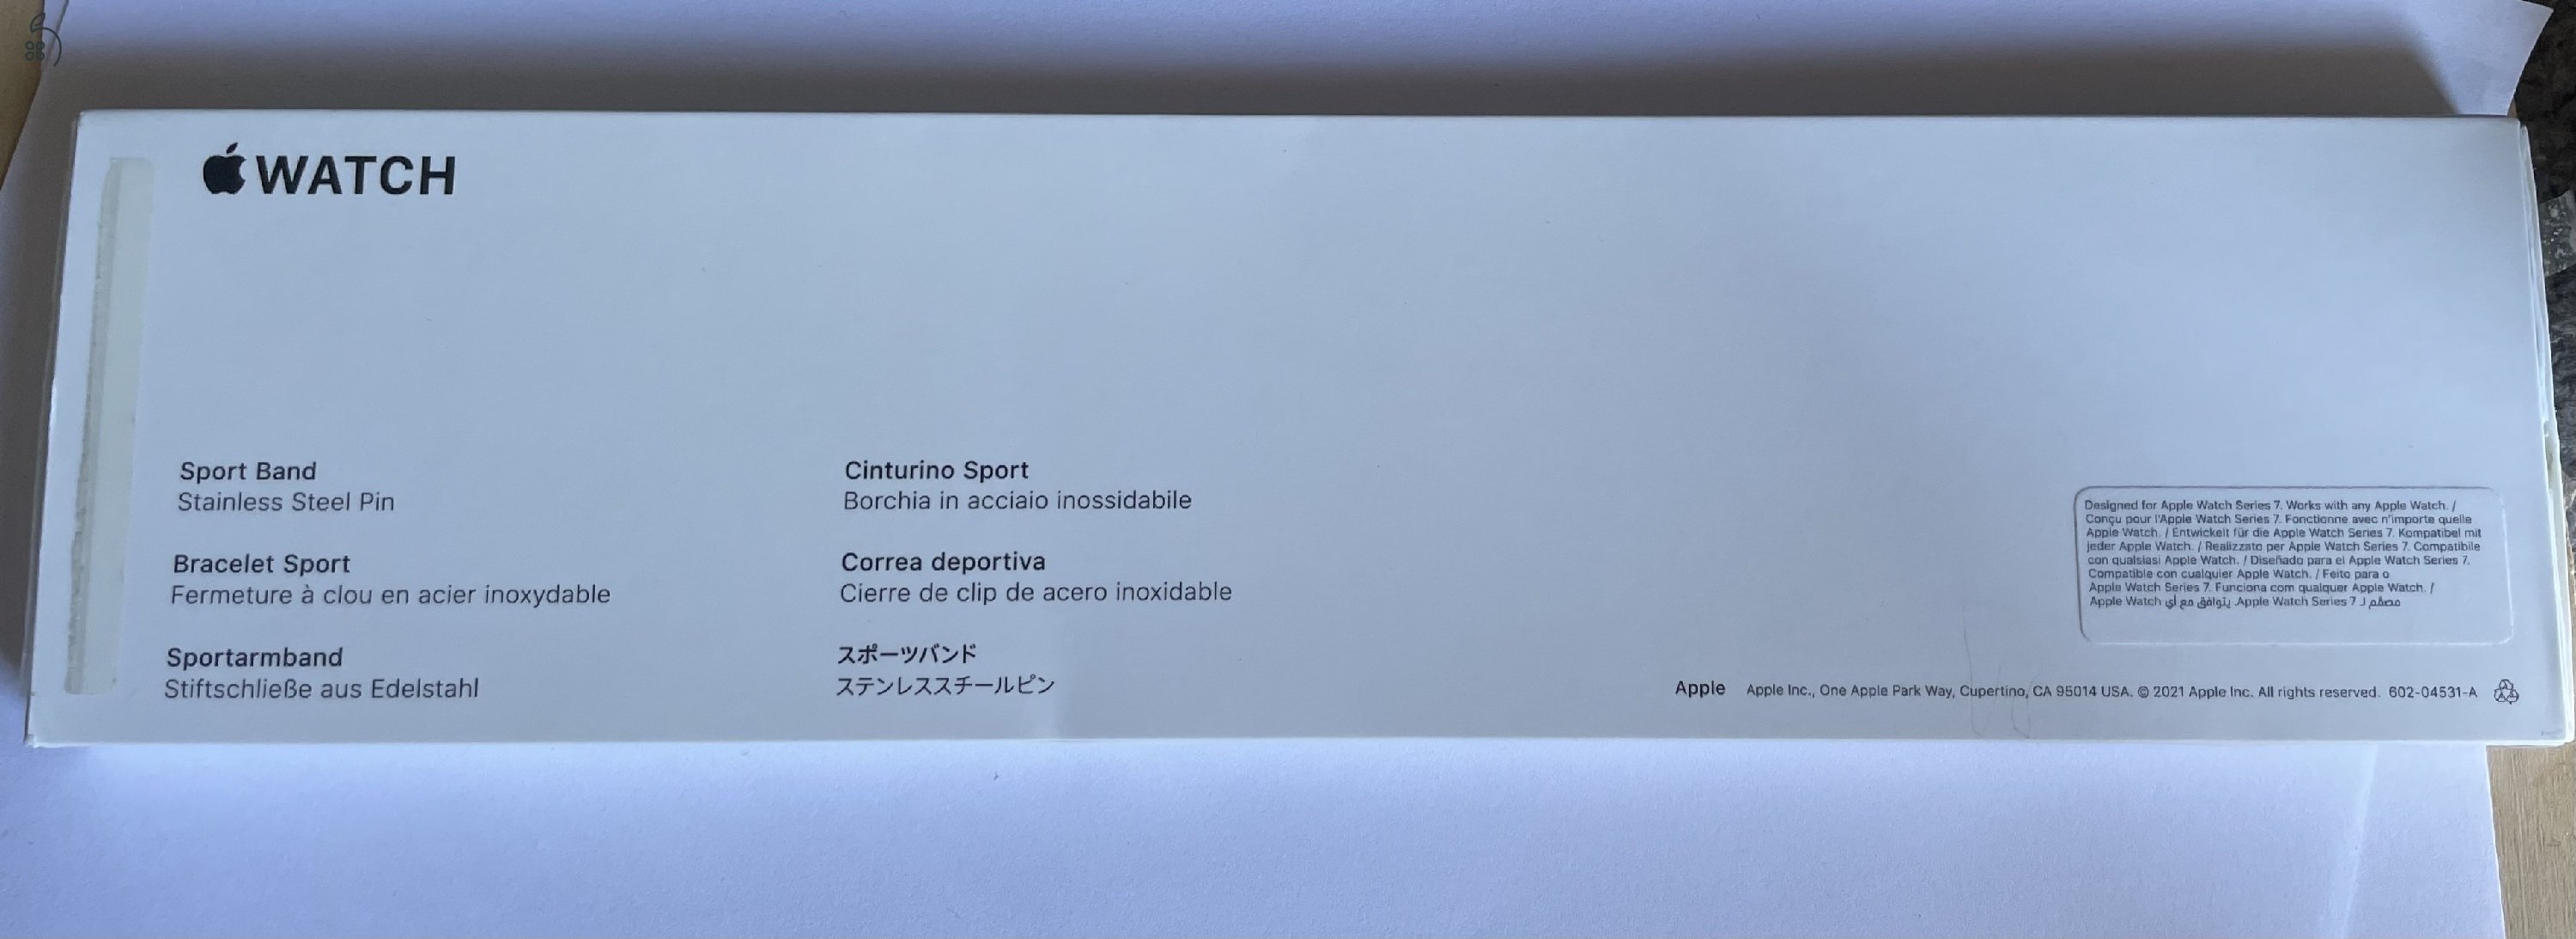 WATCH
Sport Band
Stainless Steel Pin
Bracelet Sport
Fermeture à clou en acier inoxydable
Sportarmband
Stiftschließe aus Edelstahl
Cinturino Sport
Borchia in acciaio inossidabile
Correa deportiva
Cierre de clip de acero inoxidable
スポーツバンド
ステンレススチールピン
Designed for Apple Watch Series 7. Works with any Apple Watch. /
Conçu pour l'Apple Watch Series 7. Fonctionne avec n'importe quelle
Apple Watch. / Entwickelt für die Apple Watch Series 7. Kompatibel mit
jeder Apple Watch. / Realizzato per Apple Watch Series 7. Compatibile
con qualsiasi Apple Watch. / Diseñado para el Apple Watch Series 7.
Compatible con cualquier Apple Watch. / Feito para o
Apple Watch Series 7. Funciona com qualquer Apple Watch. /
مصمّم لـ Apple Watch Series 7. يتوافق مع أي Apple Watch
Apple Apple Inc., One Apple Park Way, Cupertino, CA 95014 USA. © 2021 Apple Inc. All rights reserved. 602-04531-A